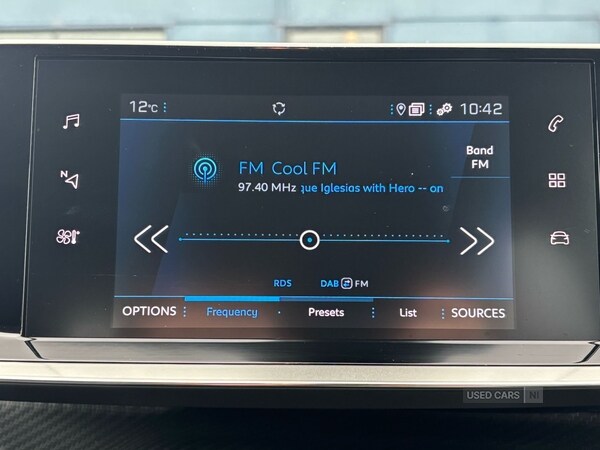 12°C
10:42
N
FM Cool FM
97.40 MHz que Iglesias with Hero -- on
Band
FM
RDS
DAB FM
OPTIONS
Frequency
Presets
List
SOURCES
USED CARS NI